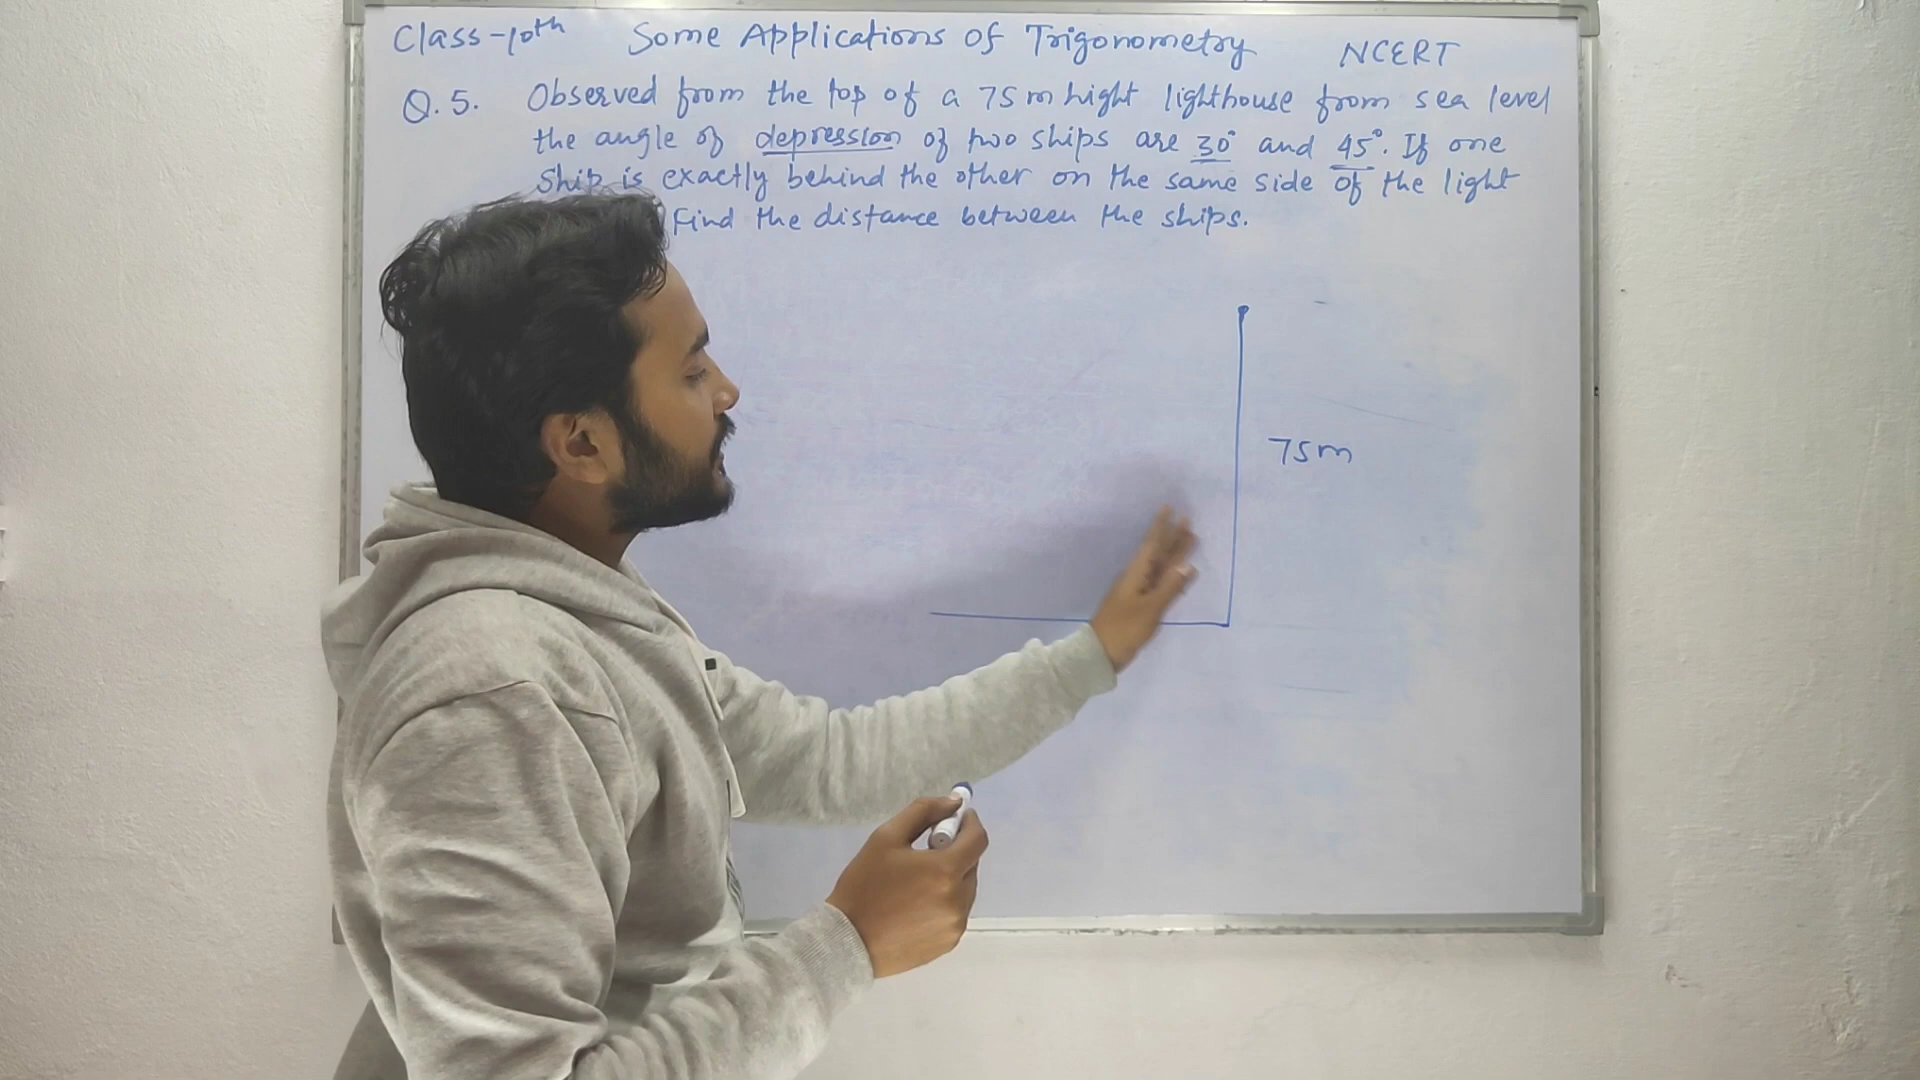 Class-10th Some Applications of Trigonometry NCERT
Q.5. Observed from the top of a 75m hight lighthouse from sea level
the angle of depression of two ships are 30° and 45°. If one
Ship is exactly behind the other on the same side of the light
Find the distance between the ships.
75m